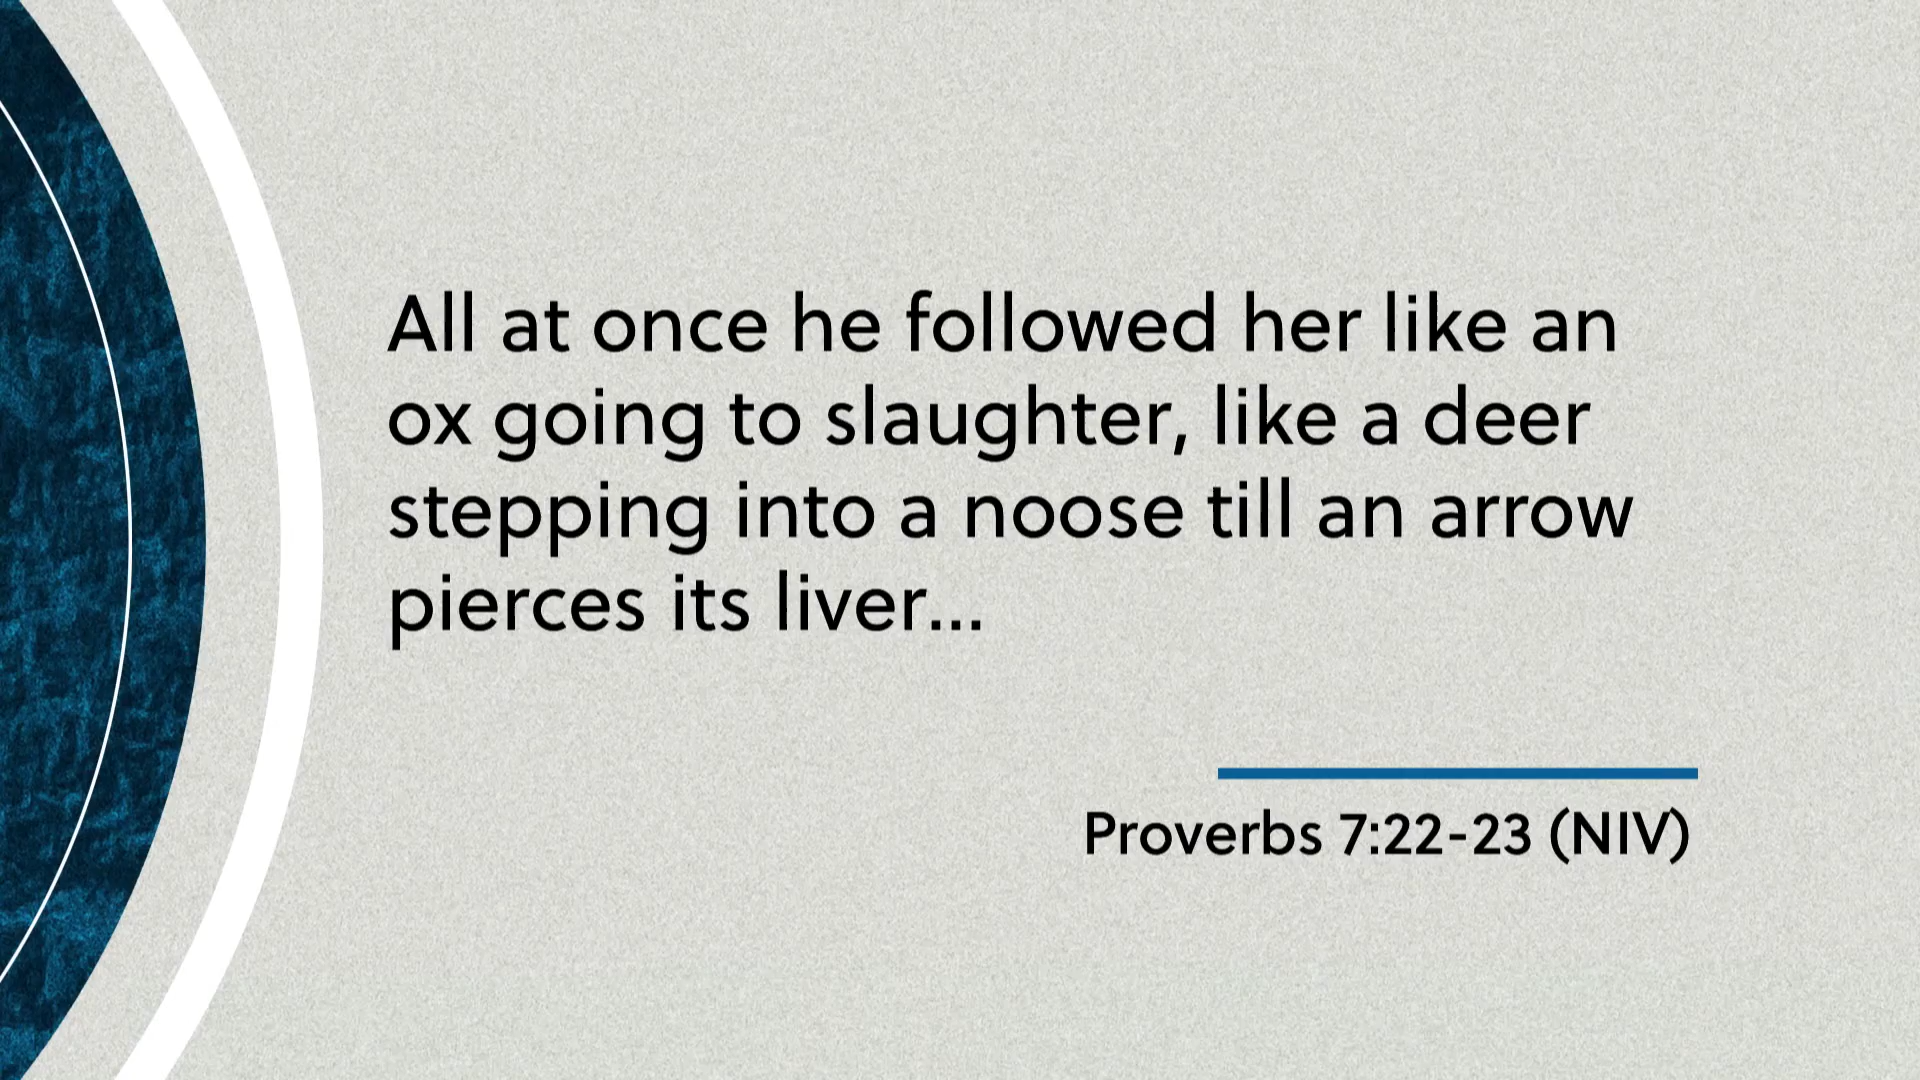 All at once he followed her like an
ox going to slaughter, like a deer
stepping into a noose till an arrow
pierces its liver...
Proverbs 7:22-23 (NIV)